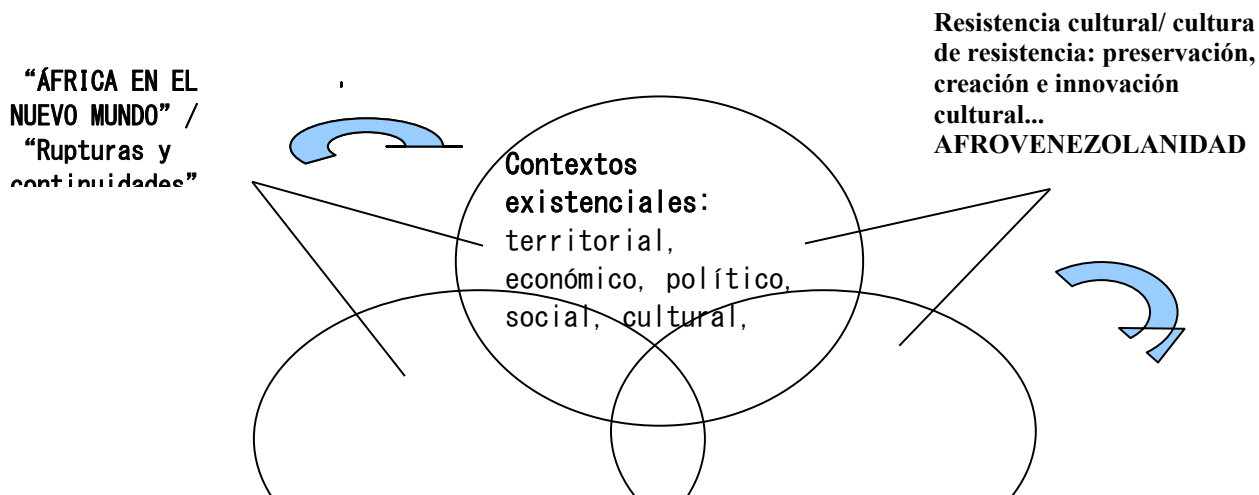 “ÁFRICA EN EL
NUEVO MUNDO” /
“Rupturas y
continuidades”
Contextos
existenciales:
territorial,
económico, político,
social, cultural,
Resistencia cultural/ cultura
de resistencia: preservación,
creación e innovación
cultural...
AFROVENEZOLANIDAD